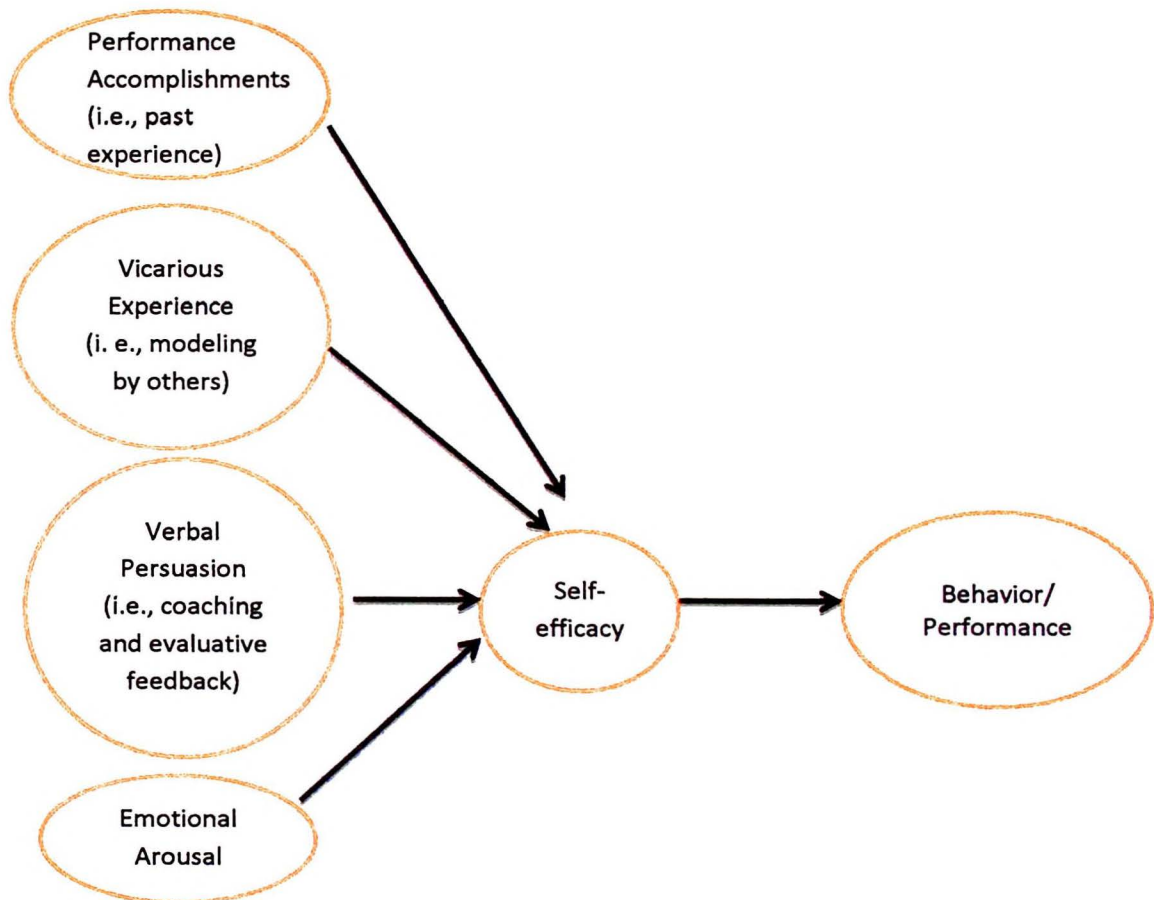 Performance
Accomplishments
(i.e., past
experience)
Vicarious
Experience
(i. e., modeling
by others)
Verbal
Persuasion
(i.e., coaching
and evaluative
feedback)
Emotional
Arousal
Self-
efficacy
Behavior/
Performance